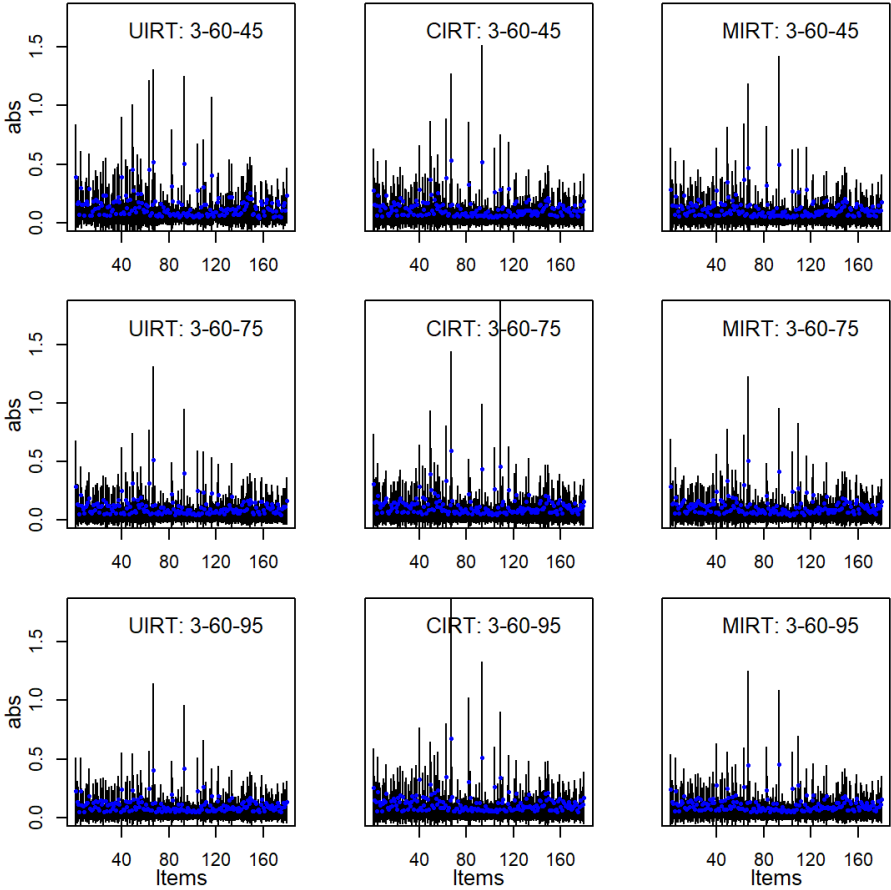 UIRT: 3-60-45
CIRT: 3-60-45
MIRT: 3-60-45
abs
0.0 0.5 1.0 1.5
40 80 120 160
40 80 120 160
40 80 120 160
UIRT: 3-60-75
CIRT: 3-60-75
MIRT: 3-60-75
abs
0.0 0.5 1.0 1.5
40 80 120 160
40 80 120 160
40 80 120 160
UIRT: 3-60-95
CIRT: 3-60-95
MIRT: 3-60-95
abs
0.0 0.5 1.0 1.5
40 80 120 160
40 80 120 160
40 80 120 160
Items
Items
Items